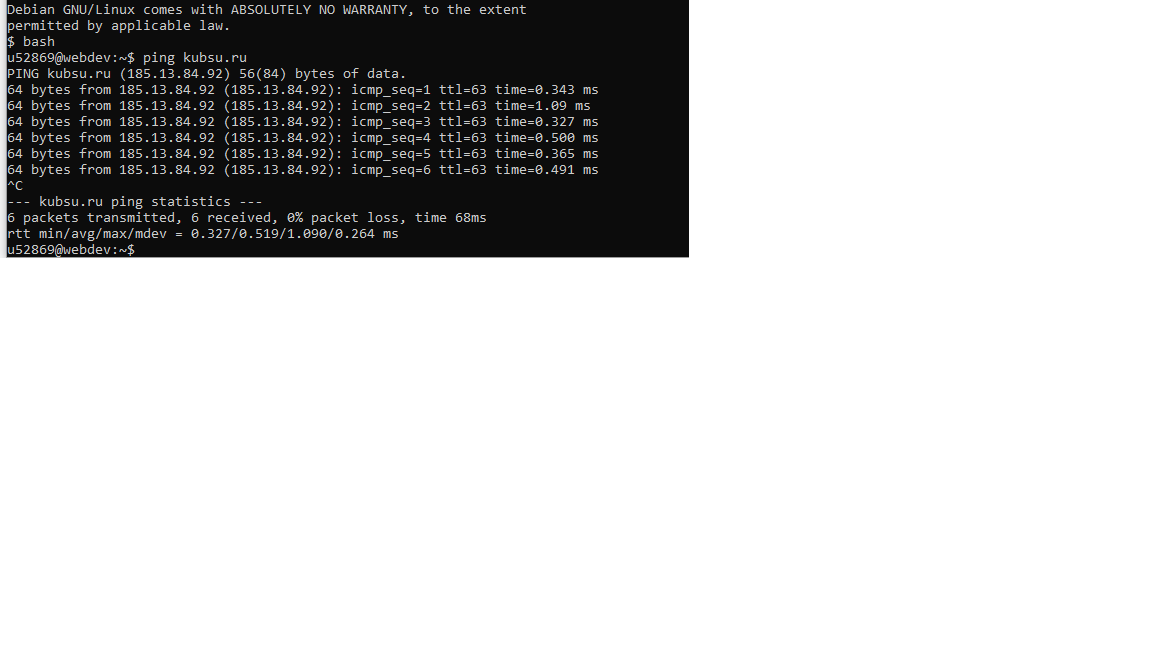 Debian GNU/Linux comes with ABSOLUTELY NO WARRANTY, to the extent
permitted by applicable law.
$ bash
u52869@webdev:~$ ping kubsu.ru
PING kubsu.ru (185.13.84.92) 56(84) bytes of data.
64 bytes from 185.13.84.92 (185.13.84.92): icmp_seq=1 ttl=63 time=0.343 ms
64 bytes from 185.13.84.92 (185.13.84.92): icmp_seq=2 ttl=63 time=1.09 ms
64 bytes from 185.13.84.92 (185.13.84.92): icmp_seq=3 ttl=63 time=0.327 ms
64 bytes from 185.13.84.92 (185.13.84.92): icmp_seq=4 ttl=63 time=0.500 ms
64 bytes from 185.13.84.92 (185.13.84.92): icmp_seq=5 ttl=63 time=0.365 ms
64 bytes from 185.13.84.92 (185.13.84.92): icmp_seq=6 ttl=63 time=0.491 ms
^C
--- kubsu.ru ping statistics ---
6 packets transmitted, 6 received, 0% packet loss, time 68ms
rtt min/avg/max/mdev = 0.327/0.519/1.090/0.264 ms
u52869@webdev:~$